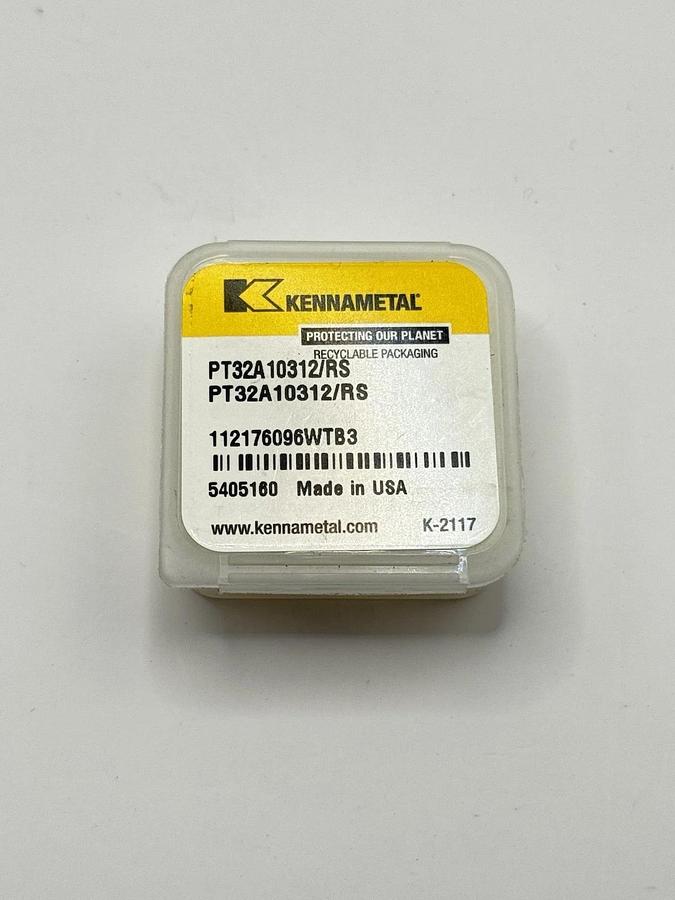 KENNAMETAL
PROTECTING OUR PLANET
RECYCLABLE PACKAGING
PT32A10312/RS
PT32A10312/RS
112176096WTB3
5405160 Made in USA
www.kennametal.com K-2117